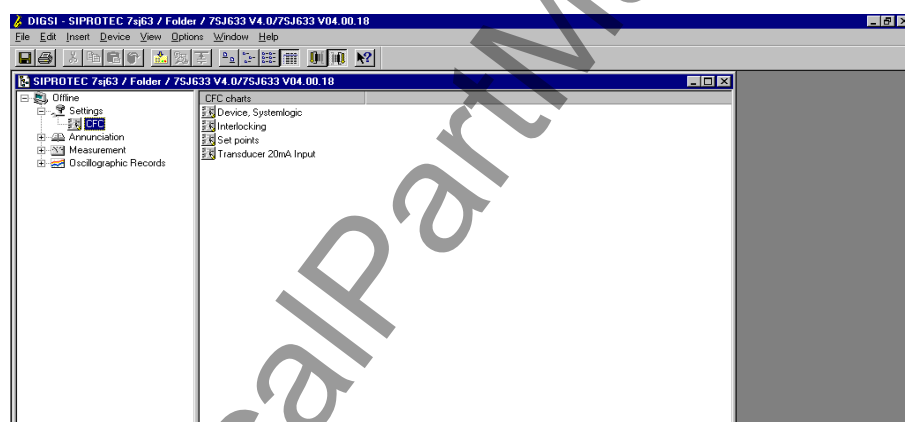 DIGSI - SIPROTEC 7sj63 / Folder / 7SJ633 V4.0/7SJ633 V04.00.18
File Edit Insert Device View Options Window Help
SIPROTEC 7sj63 / Folder / 7SJ633 V4.0/7SJ633 V04.00.18
Offline
Settings
CFC
Annunciation
Measurement
Oscillographic Records
CFC charts
Device, Systemlogic
Interlocking
Set points
Transducer 20mA Input